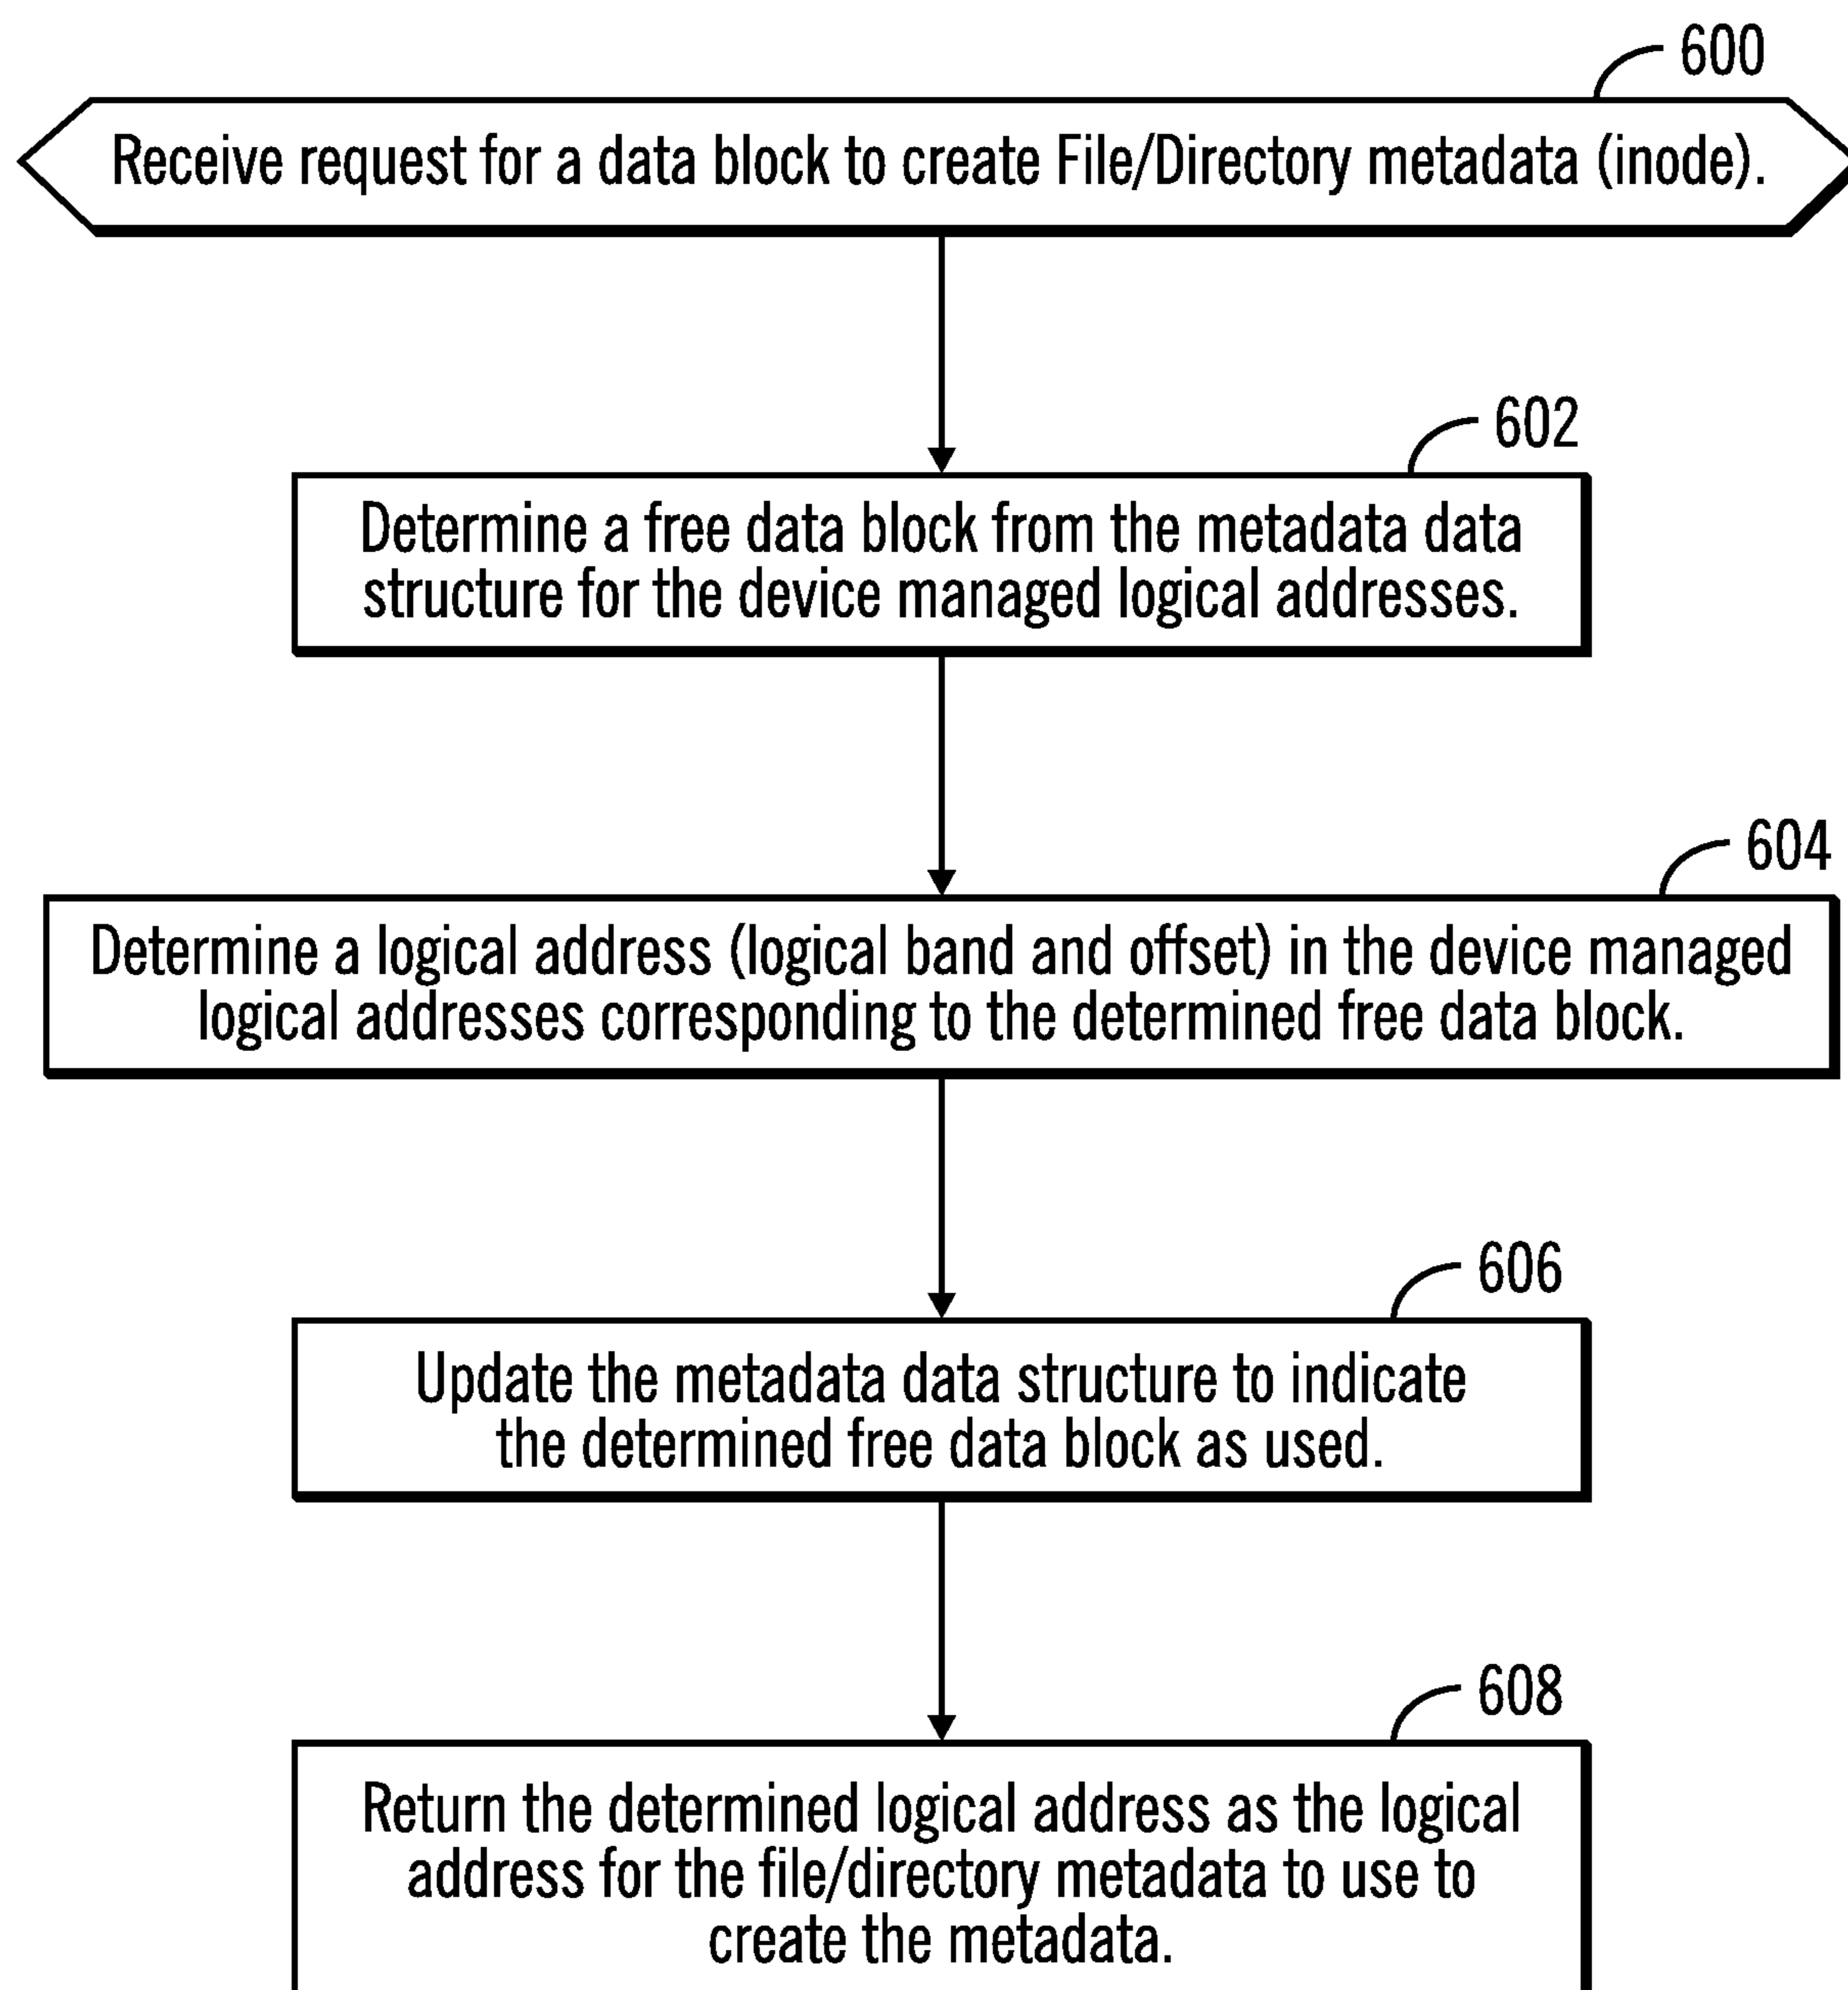 600
Receive request for a data block to create File/Directory metadata (inode).
602
Determine a free data block from the metadata data
structure for the device managed logical addresses.
604
Determine a logical address (logical band and offset) in the device managed
logical addresses corresponding to the determined free data block.
606
Update the metadata data structure to indicate
the determined free data block as used.
608
Return the determined logical address as the logical
address for the file/directory metadata to use to
create the metadata.